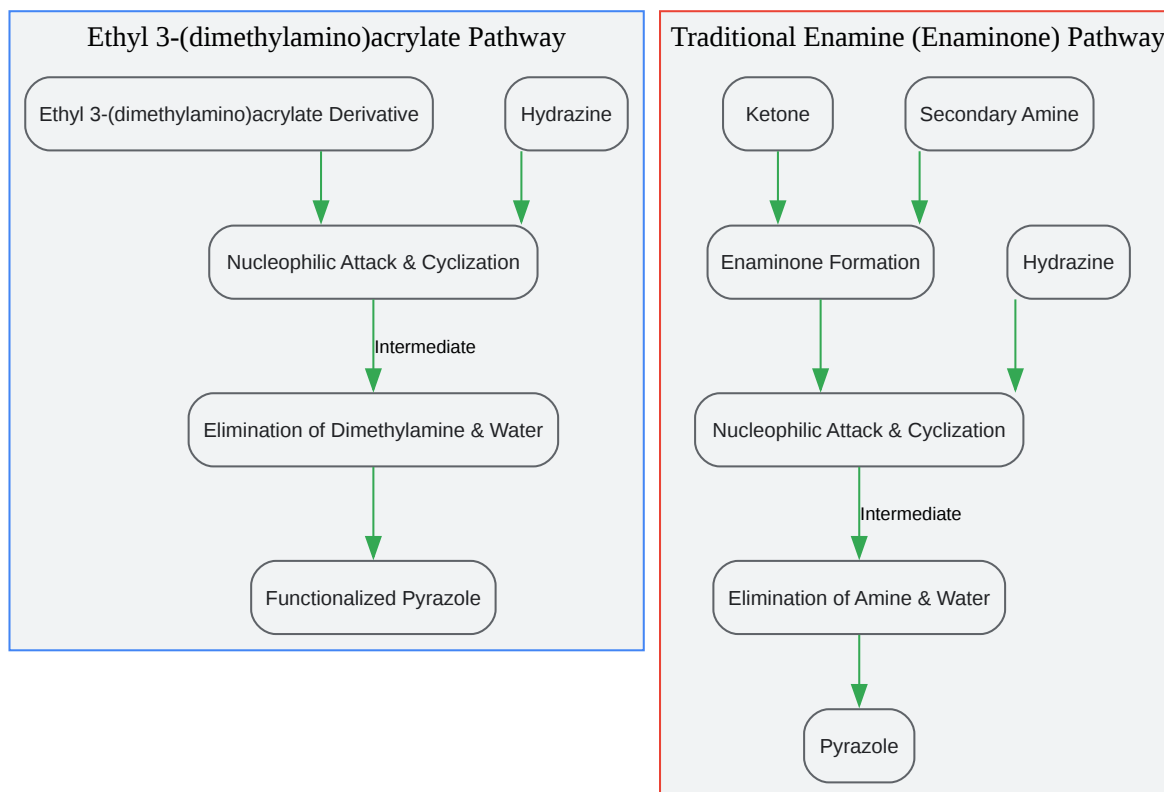 Ethyl 3-(dimethylamino)acrylate Pathway
Ethyl 3-(dimethylamino)acrylate Derivative
Hydrazine
Nucleophilic Attack & Cyclization
Intermediate
Elimination of Dimethylamine & Water
Functionalized Pyrazole
Traditional Enamine (Enaminone) Pathway
Ketone
Secondary Amine
Enaminone Formation
Hydrazine
Nucleophilic Attack & Cyclization
Intermediate
Elimination of Amine & Water
Pyrazole